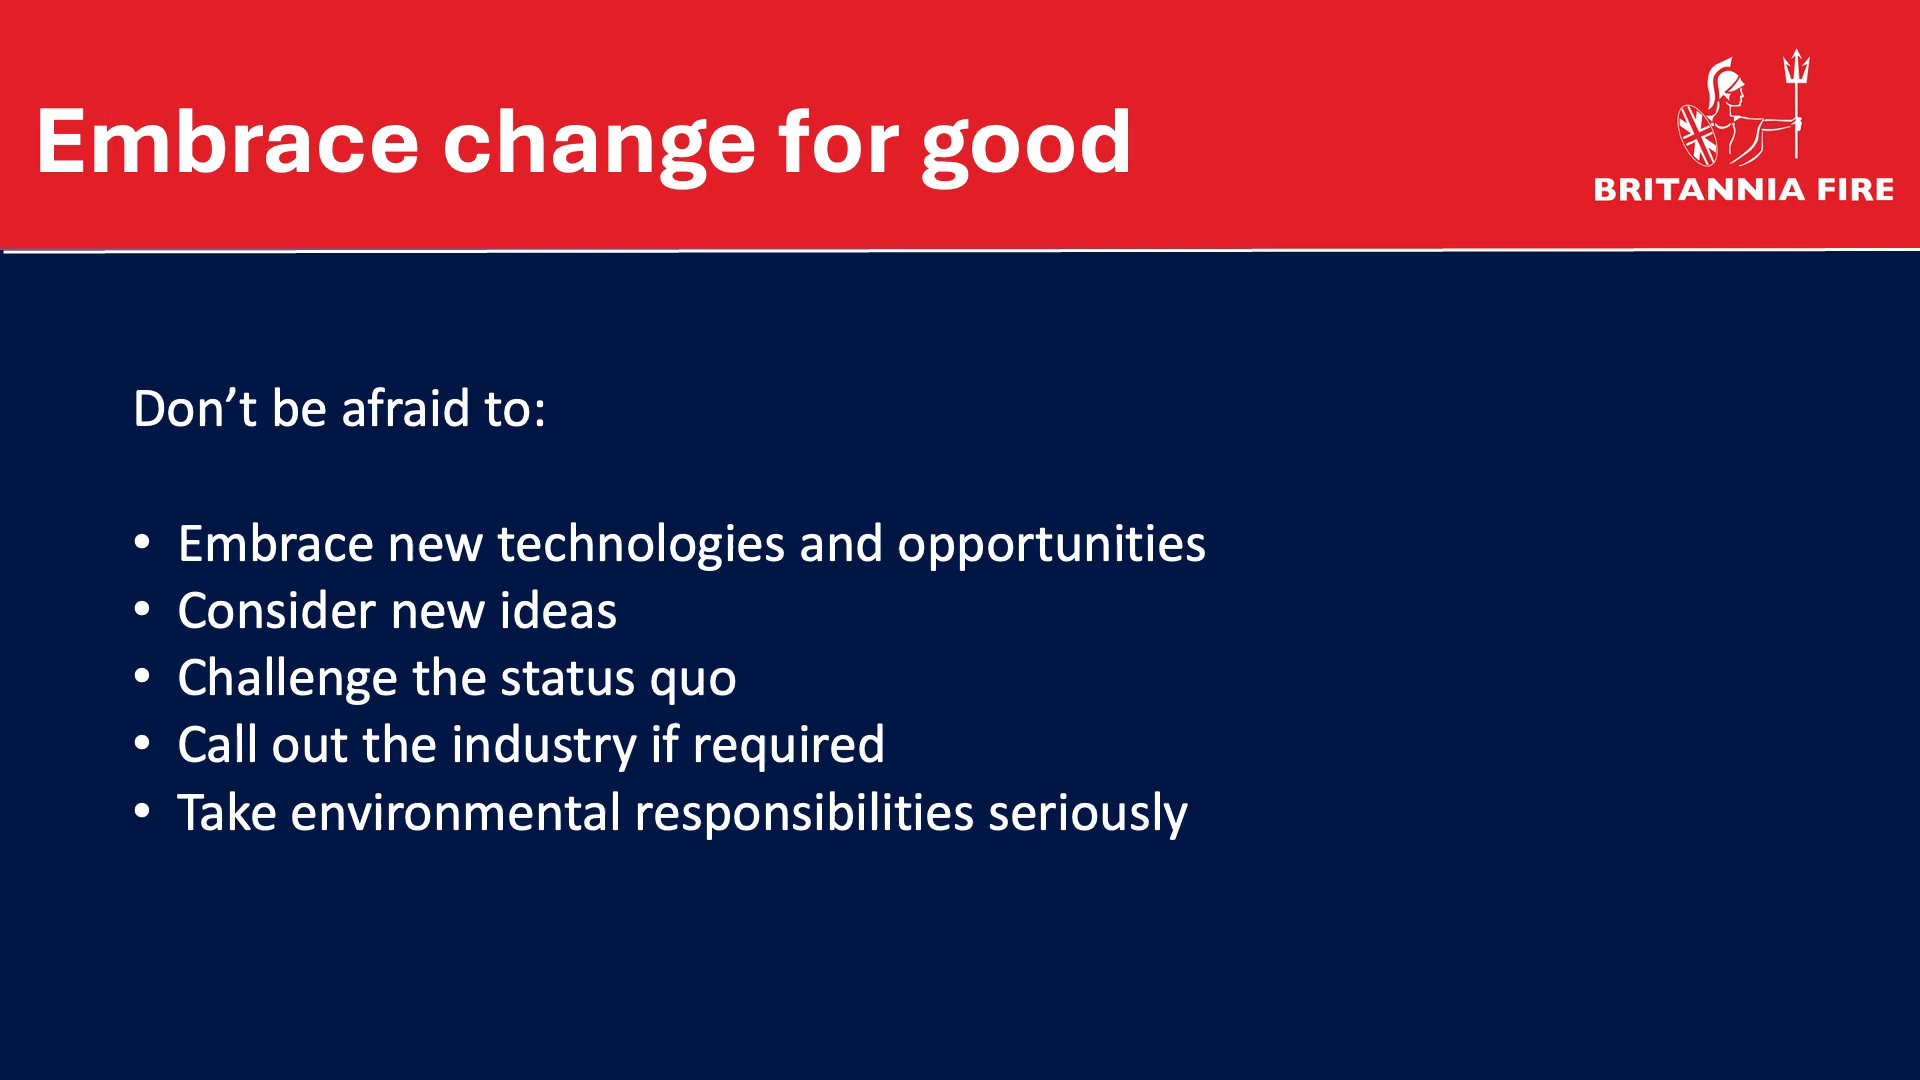 Embrace change for good
BRITANNIA FIRE
Don’t be afraid to:
• Embrace new technologies and opportunities
• Consider new ideas
• Challenge the status quo
• Call out the industry if required
• Take environmental responsibilities seriously